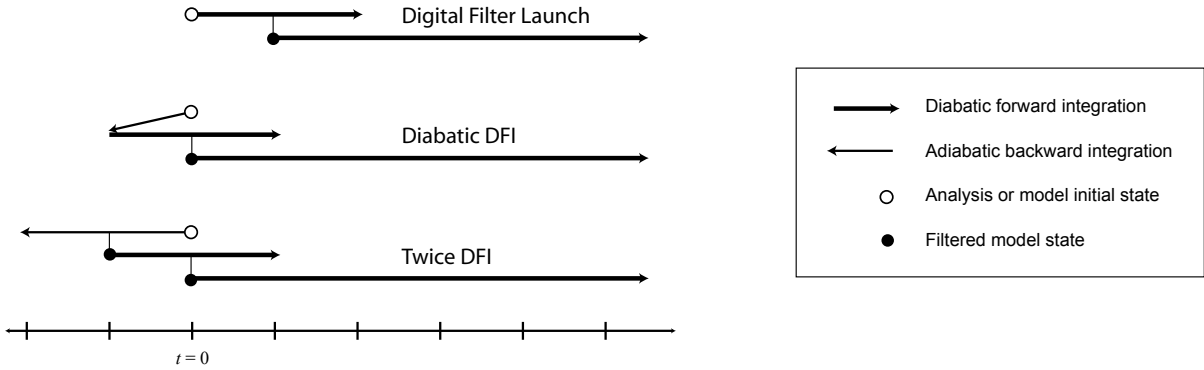 Digital Filter Launch
Diabatic DFI
Twice DFI
t = 0
Diabatic forward integration
Adiabatic backward integration
Analysis or model initial state
Filtered model state